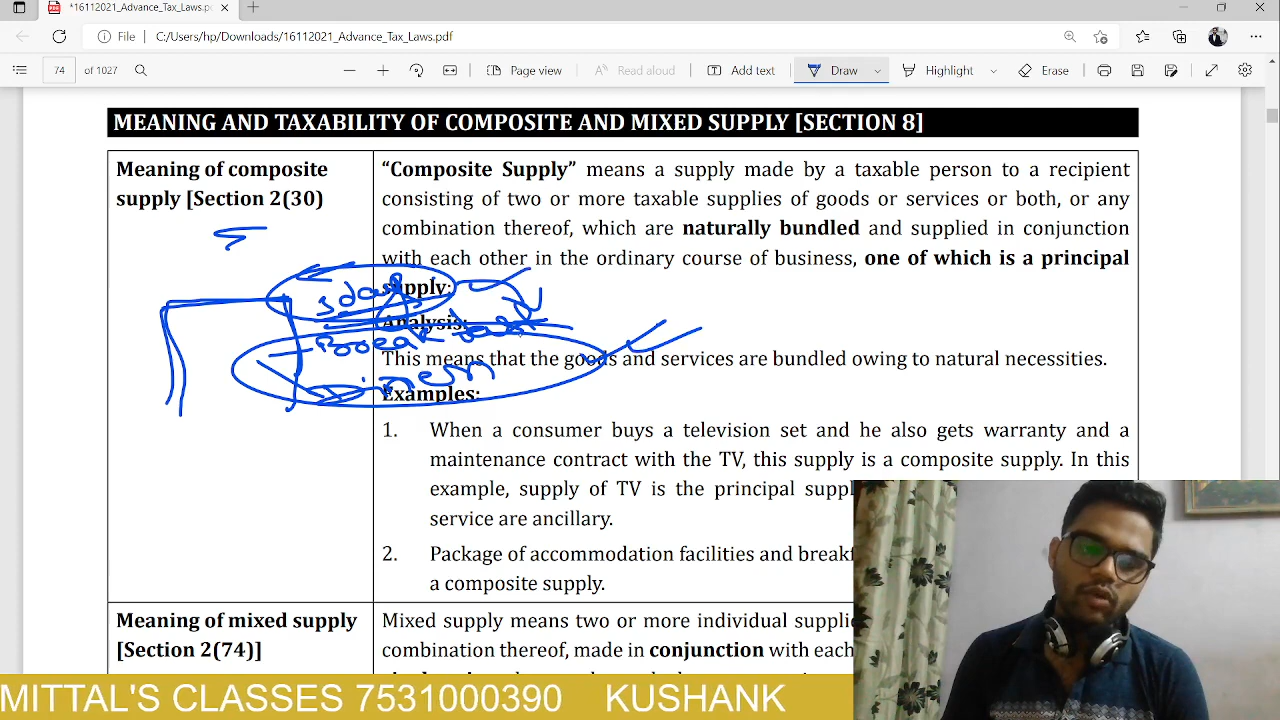 *16112021_Advance_Tax_Laws.pd
File C:/Users/hp/Downloads/16112021_Advance_Tax_Laws.pdf
74 of 1027 Page view Read aloud Add text Draw Highlight Erase
MEANING AND TAXABILITY OF COMPOSITE AND MIXED SUPPLY [SECTION 8]
Meaning of composite
supply [Section 2(30)
“Composite Supply” means a supply made by a taxable person to a recipient
consisting of two or more taxable supplies of goods or services or both, or any
combination thereof, which are naturally bundled and supplied in conjunction
with each other in the ordinary course of business, one of which is a principal
supply;
Analysis:
This means that the goods and services are bundled owing to natural necessities.
Examples:
3 days
Breakfast
Dinner
1. When a consumer buys a television set and he also gets warranty and a
maintenance contract with the TV, this supply is a composite supply. In this
example, supply of TV is the principal suppl
service are ancillary.
2. Package of accommodation facilities and breakf
a composite supply.
Meaning of mixed supply
[Section 2(74)]
Mixed supply means two or more individual supplie
combination thereof, made in conjunction with each
MITTAL'S CLASSES 7531000390 KUSHANK